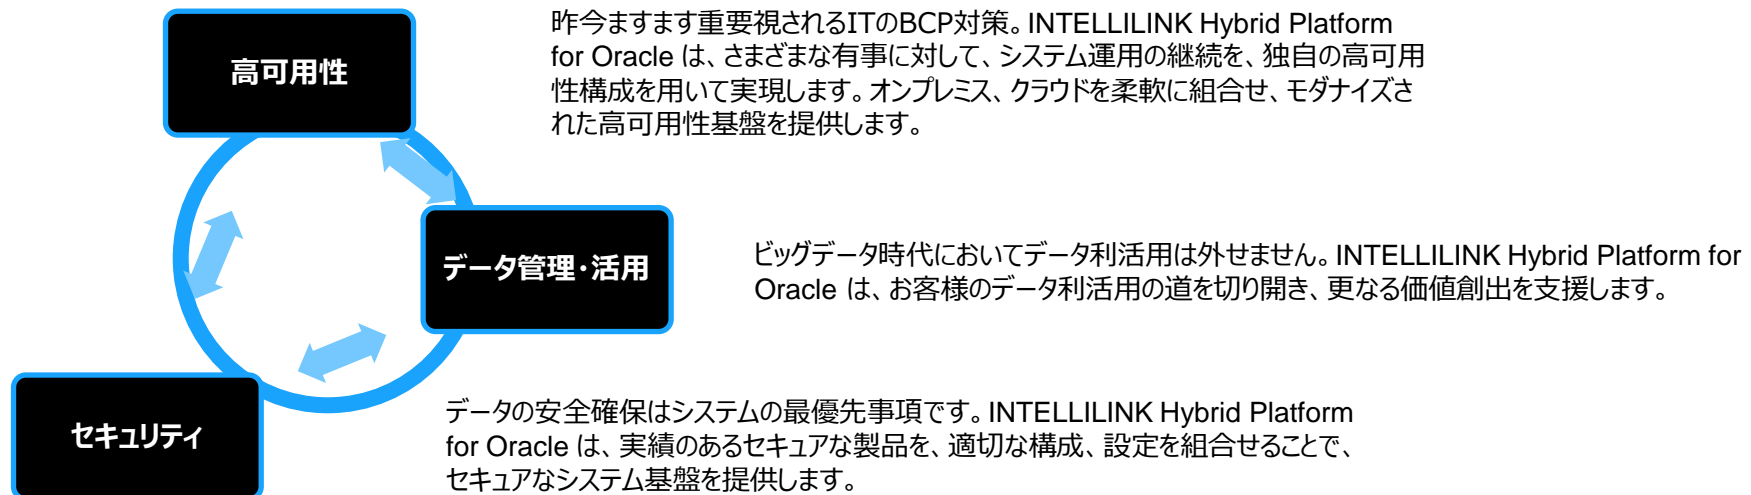 高可用性
昨今ますます重要視されるITのBCP対策。INTELLILINK Hybrid Platform
for Oracle は、さまざまな有事に対して、システム運用の継続を、独自の高可用
性構成を用いて実現します。オンプレミス、クラウドを柔軟に組合せ、モダナイズさ
れた高可用性基盤を提供します。
データ管理・活用
ビッグデータ時代においてデータ利活用は外せません。INTELLILINK Hybrid Platform for
Oracle は、お客様のデータ利活用の道を切り開き、更なる価値創出を支援します。
セキュリティ
データの安全確保はシステムの最優先事項です。INTELLILINK Hybrid Platform
for Oracle は、実績のあるセキュアな製品を、適切な構成、設定を組合せることで、
セキュアなシステム基盤を提供します。